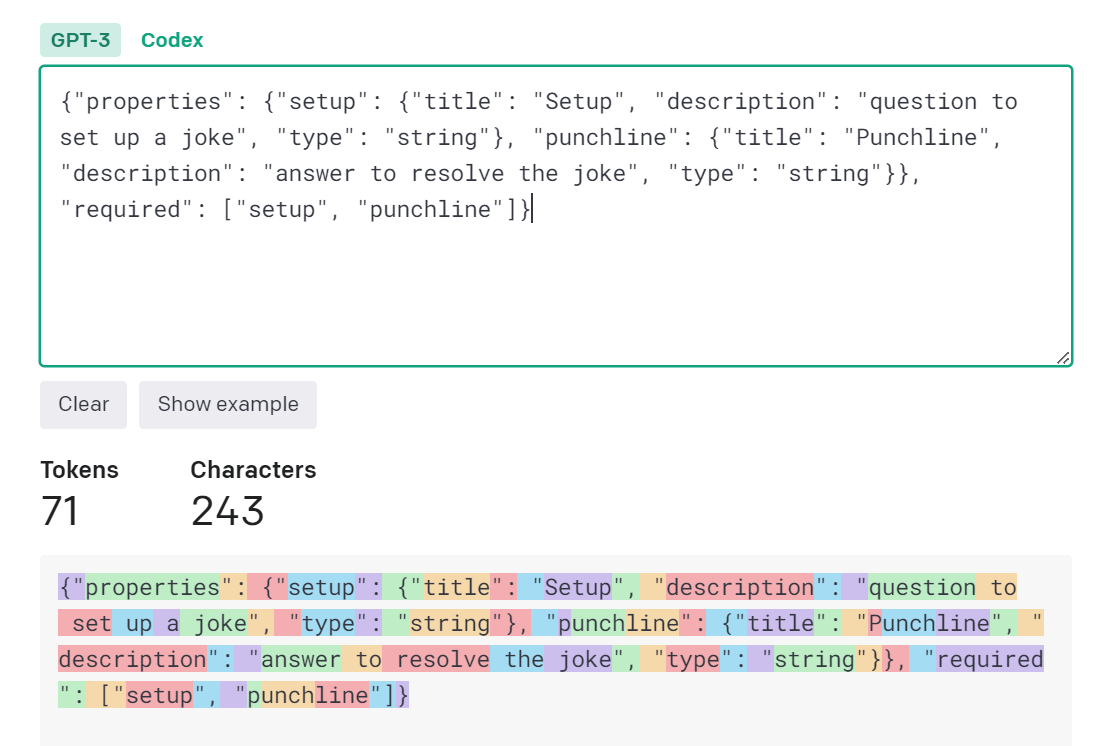 GPT-3 Codex
{"properties": {"setup": {"title": "Setup", "description": "question to
set up a joke", "type": "string"}, "punchline": {"title": "Punchline",
"description": "answer to resolve the joke", "type": "string"}},
"required": ["setup", "punchline"]}
Clear Show example
Tokens Characters
71 243
{"properties": {"setup": {"title": "Setup", "description": "question to
set up a joke", "type": "string"}, "punchline": {"title": "Punchline", "
description": "answer to resolve the joke", "type": "string"}}, "required
": ["setup", "punchline"]}